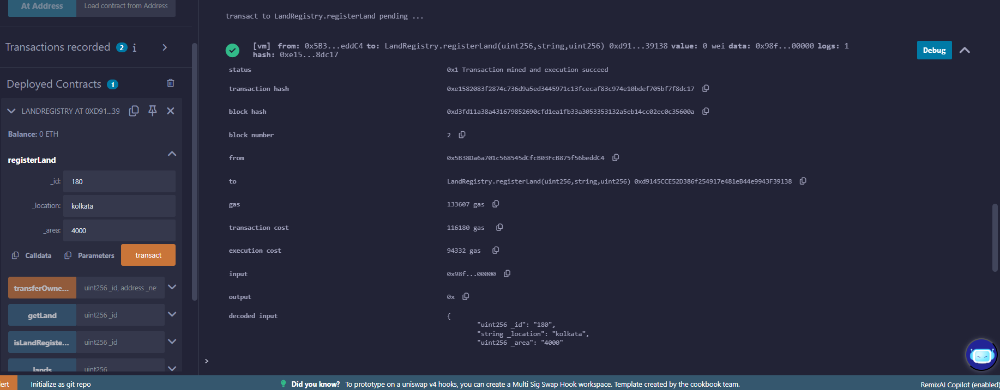 At Address Load contract from Address
Transactions recorded 2 i
Deployed Contracts 1
LANDREGISTRY AT 0XD91...39
Balance: 0 ETH
registerLand
_id: 180
_location: kolkata
_area: 4000
Calldata Parameters transact
transferOwne... uint256 _id, address _ne
getLand uint256 _id
isLandRegiste... uint256 _id
lands uint256
transact to LandRegistry.registerLand pending ...
[vm] from: 0x5B3...eddC4 to: LandRegistry.registerLand(uint256,string,uint256) 0xd91...39138 value: 0 wei data: 0x98f...00000 logs: 1
hash: 0xe15...8dc17
Debug
status 0x1 Transaction mined and execution succeed
transaction hash 0xe1582083f2874c736d9a5ed3445971c13fcecaf83c974e10bdef705bf7f8dc17
block hash 0xd3fd11a38a431679852690cfd1ea1fb33a3053353132a5eb14cc02ec0c35600a
block number 2
from 0x5B38Da6a701c568545dCfcB03FcB875f56beddC4
to LandRegistry.registerLand(uint256,string,uint256) 0xd9145CCE52D386f254917e481eB44e9943F39138
gas 133607 gas
transaction cost 116180 gas
execution cost 94332 gas
input 0x98f...00000
output 0x
decoded input {
"uint256 _id": "180",
"string _location": "kolkata",
"uint256 _area": "4000"
>
lert Initialize as git repo Did you know? To prototype on a uniswap v4 hooks, you can create a Multi Sig Swap Hook workspace. Template created by the cookbook team. RemixAI Copilot (enabled)